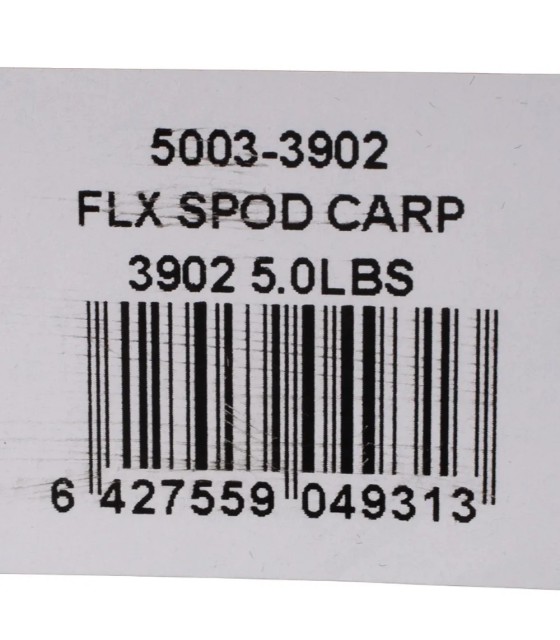 5003-3902
FLX SPOD CARP
3902 5.0LBS
6 427559 049313